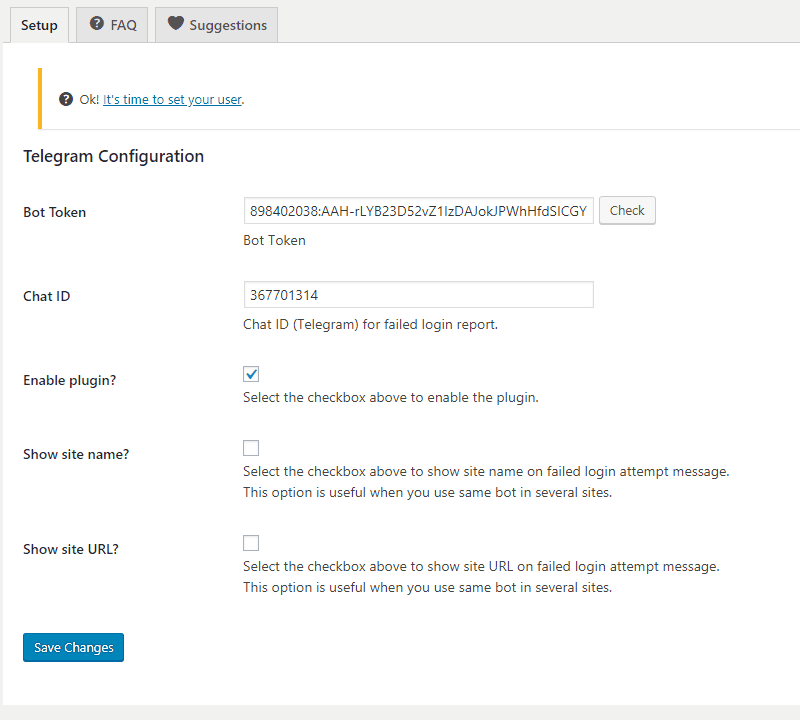 Setup
FAQ
Suggestions
Ok! It's time to set your user.
Telegram Configuration
Bot Token
898402038:AAH-rLYB23D52vZ1IzDAJokJPWhHfdSICGY
Check
Bot Token
Chat ID
367701314
Chat ID (Telegram) for failed login report.
Enable plugin?
Select the checkbox above to enable the plugin.
Show site name?
Select the checkbox above to show site name on failed login attempt message.
This option is useful when you use same bot in several sites.
Show site URL?
Select the checkbox above to show site URL on failed login attempt message.
This option is useful when you use same bot in several sites.
Save Changes